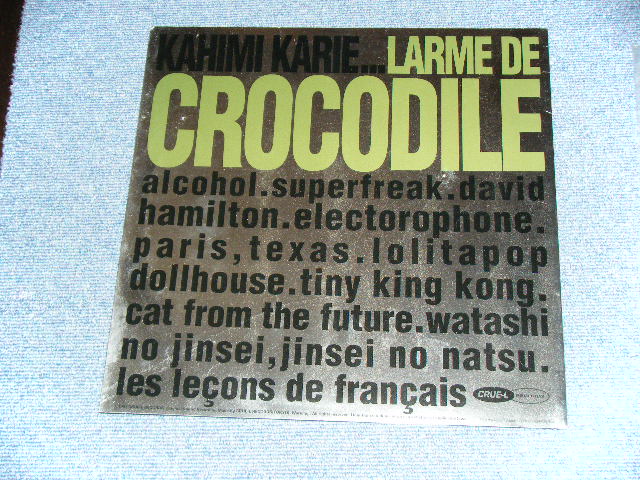 KAHIMI KARIE...LARME DE
CROCODILE
alcohol.superfreak.david
hamilton.electorophone.
paris,texas.lolitapop
dollhouse.tiny king kong.
cat from the future.watashi
no jinsei,jinsei no natsu.
les leçons de français CRUE-L